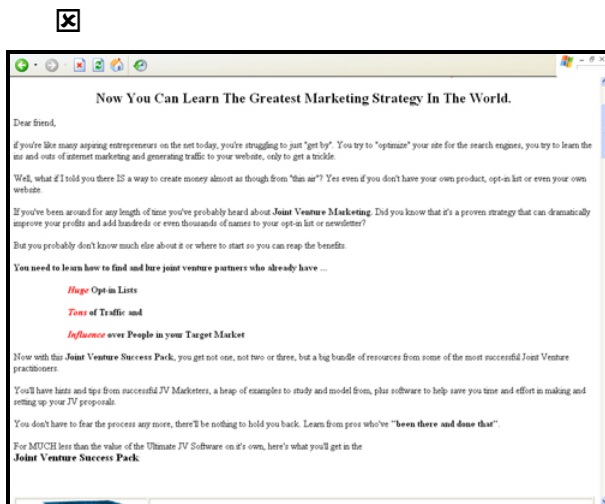 Now You Can Learn The Greatest Marketing Strategy In The World.
Dear friend,
if you're like many aspiring entrepreneurs on the net today, you're struggling to just "get by". You try to "optimize" your site for the search engines, you try to learn the
ins and outs of internet marketing and generating traffic to your website, only to get a trickle.
Well, what if I told you there IS a way to create money almost as though from "thin air"? Yes even if you don't have your own product, opt-in list or even your own
website.
If you've been around for any length of time you've probably heard about Joint Venture Marketing. Did you know that it's a proven strategy that can dramatically
improve your profits and add hundreds or even thousands of names to your opt-in list or newsletter?
But you probably don't know much else about it or where to start so you can reap the benefits.
You need to learn how to find and lure joint venture partners who already have ...
Huge Opt-in Lists
Tons of Traffic and
Influence over People in your Target Market
Now with this Joint Venture Success Pack, you get not one, not two or three, but a big bundle of resources from some of the most successful Joint Venture
practitioners.
You'll have hints and tips from successful JV Marketers, a heap of examples to study and model from, plus software to help save you time and effort in making and
setting up your JV proposals.
You don't have to fear the process any more, there'll be nothing to hold you back. Learn from pros who've "been there and done that".
For MUCH less than the value of the Ultimate JV Software on it's own, here's what you'll get in the
Joint Venture Success Pack